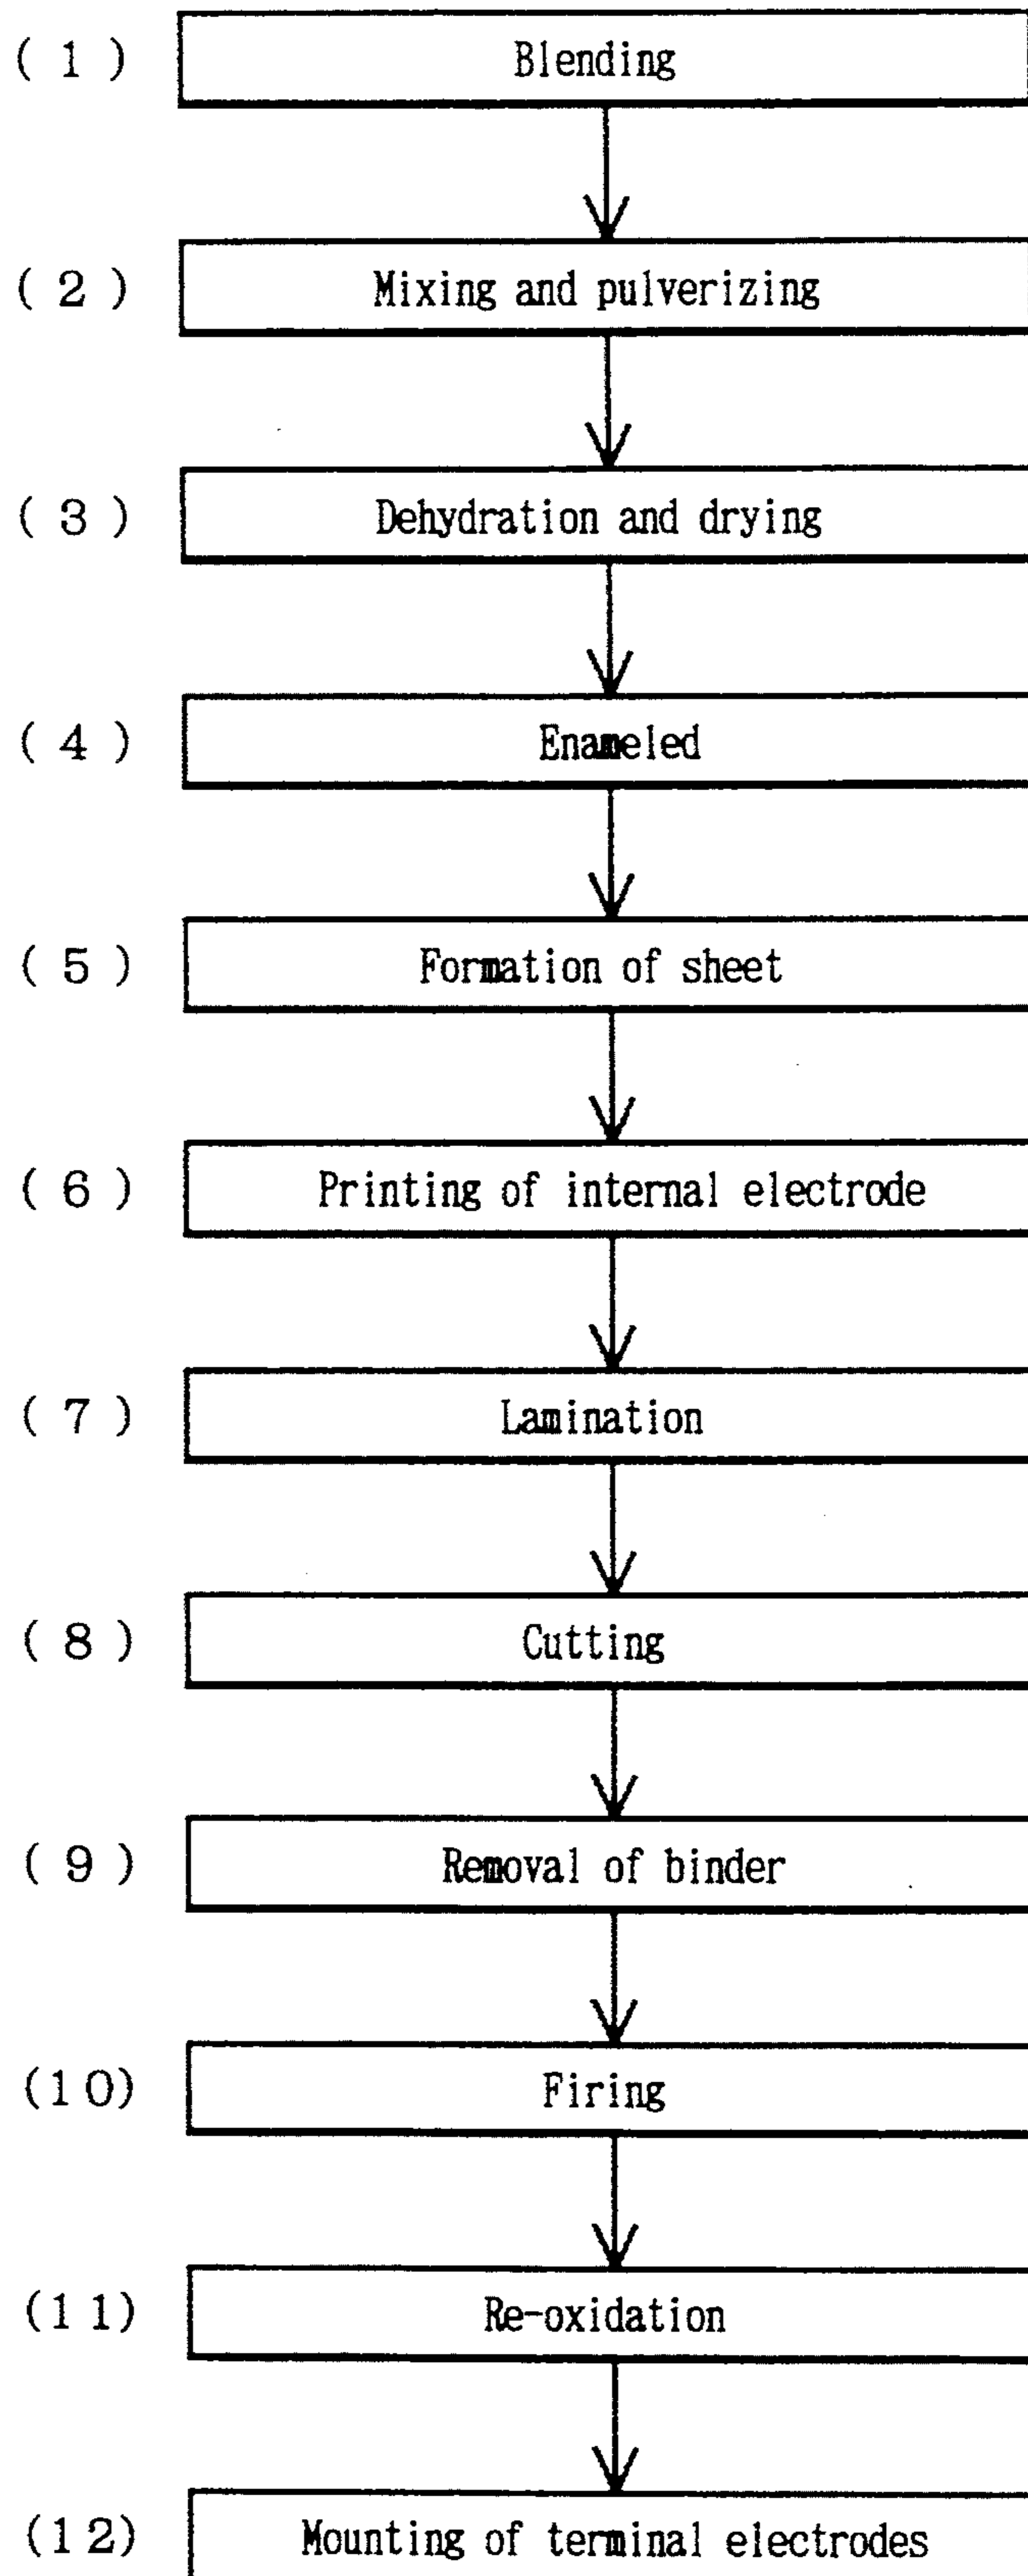 ( 1 ) Blending
( 2 ) Mixing and pulverizing
( 3 ) Dehydration and drying
( 4 ) Enameled
( 5 ) Formation of sheet
( 6 ) Printing of internal electrode
( 7 ) Lamination
( 8 ) Cutting
( 9 ) Removal of binder
(10) Firing
(11) Re-oxidation
(12) Mounting of terminal electrodes